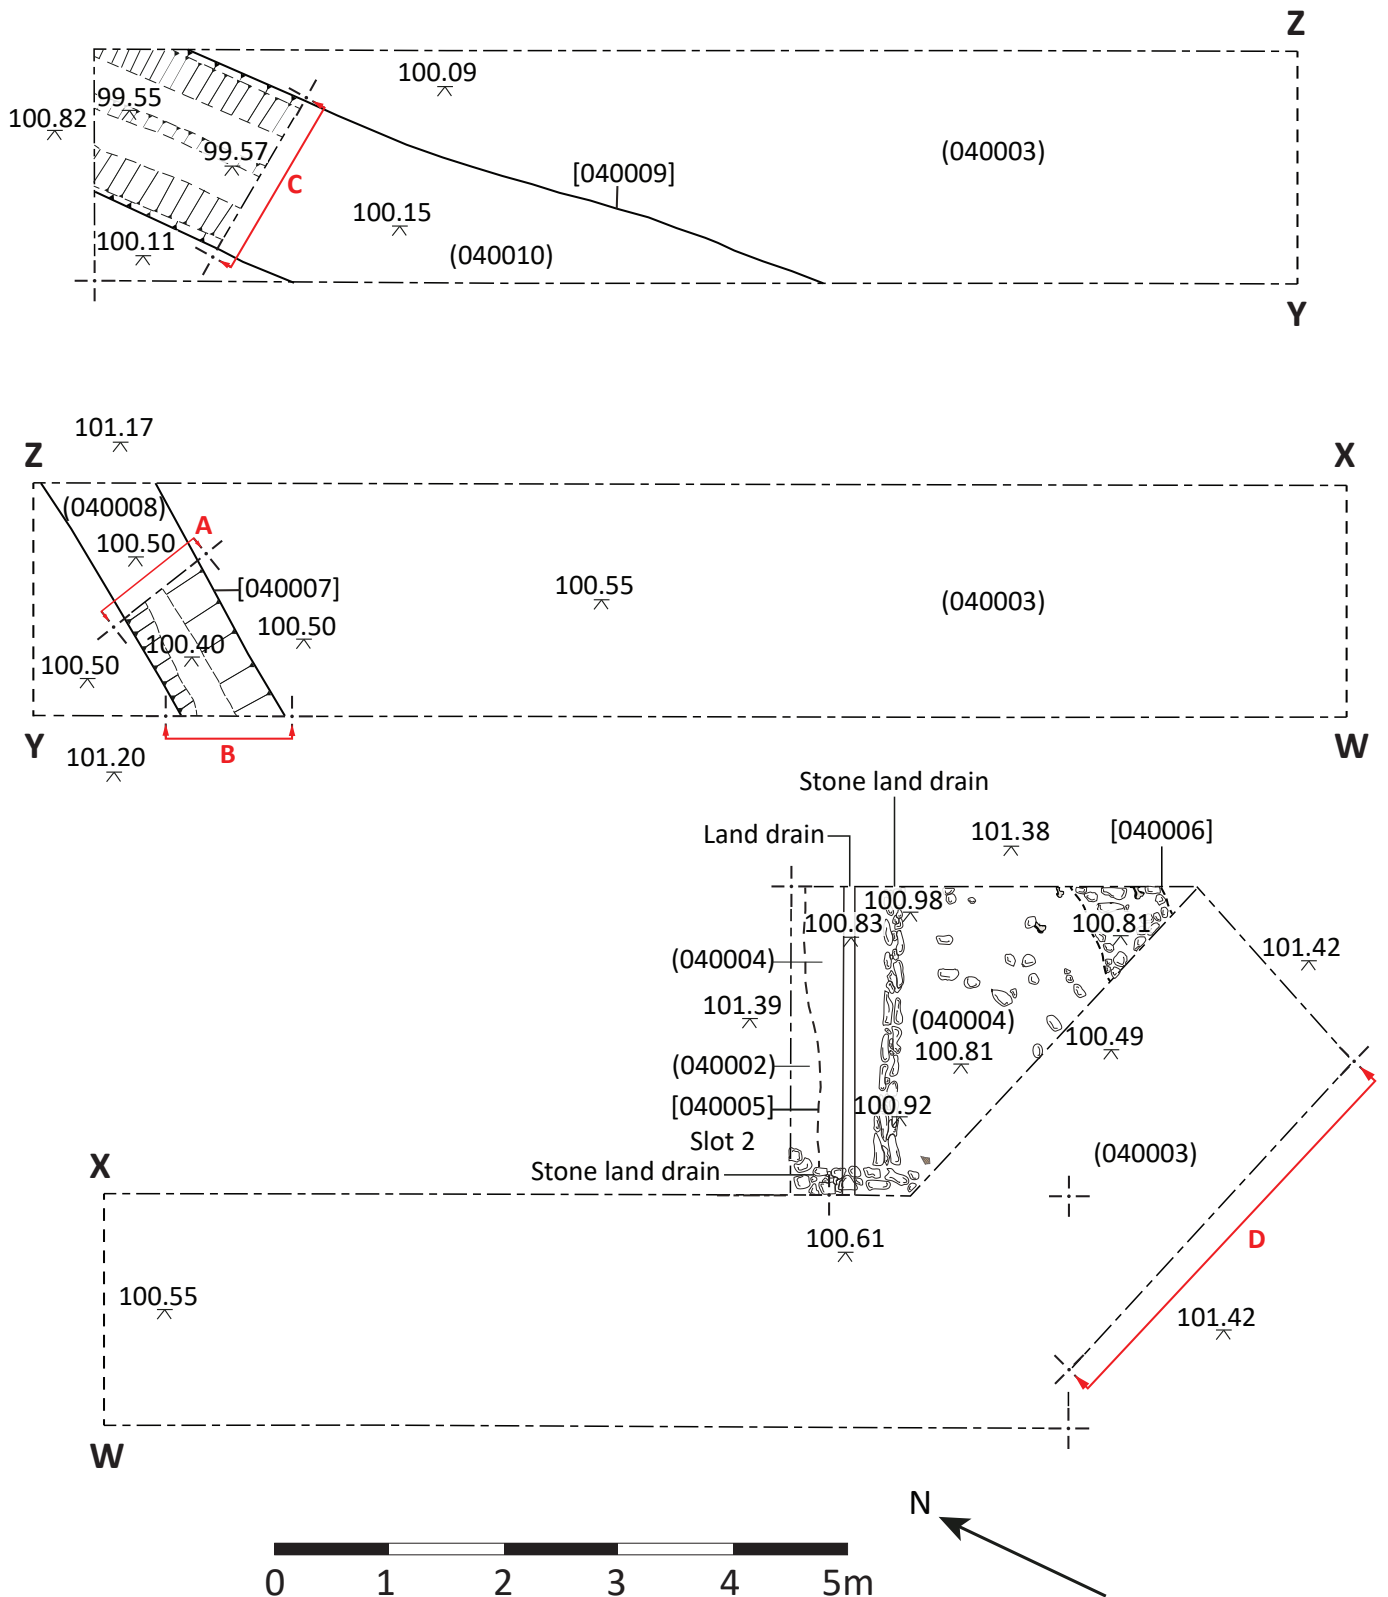 Z
100.09
99.55
100.82
(040003)
99.57
[040009]
C
100.15
100.11
(040010)
Y
101.17
Z
X
(040008)
A
100.50
[040007]
100.55
(040003)
100.50
100.40
100.50
Y
B
W
101.20
Stone land drain
Land drain
101.38
[040006]
100.98
100.83
100.81
101.42
(040004)
101.39
(040004)
100.49
100.81
(040002)
[040005]
100.92
Slot 2
(040003)
X
Stone land drain
100.61
D
100.55
101.42
W
N
0 1 2 3 4 5m